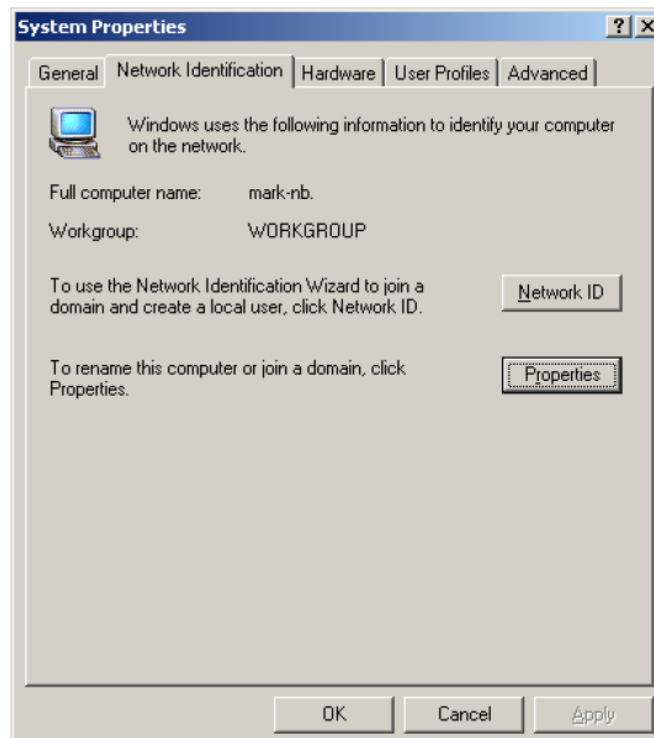 System Properties
General Network Identification Hardware User Profiles Advanced
Windows uses the following information to identify your computer
on the network.
Full computer name: mark-nb.
Workgroup: WORKGROUP
To use the Network Identification Wizard to join a
domain and create a local user, click Network ID.
Network ID
To rename this computer or join a domain, click
Properties.
Properties
OK Cancel Apply